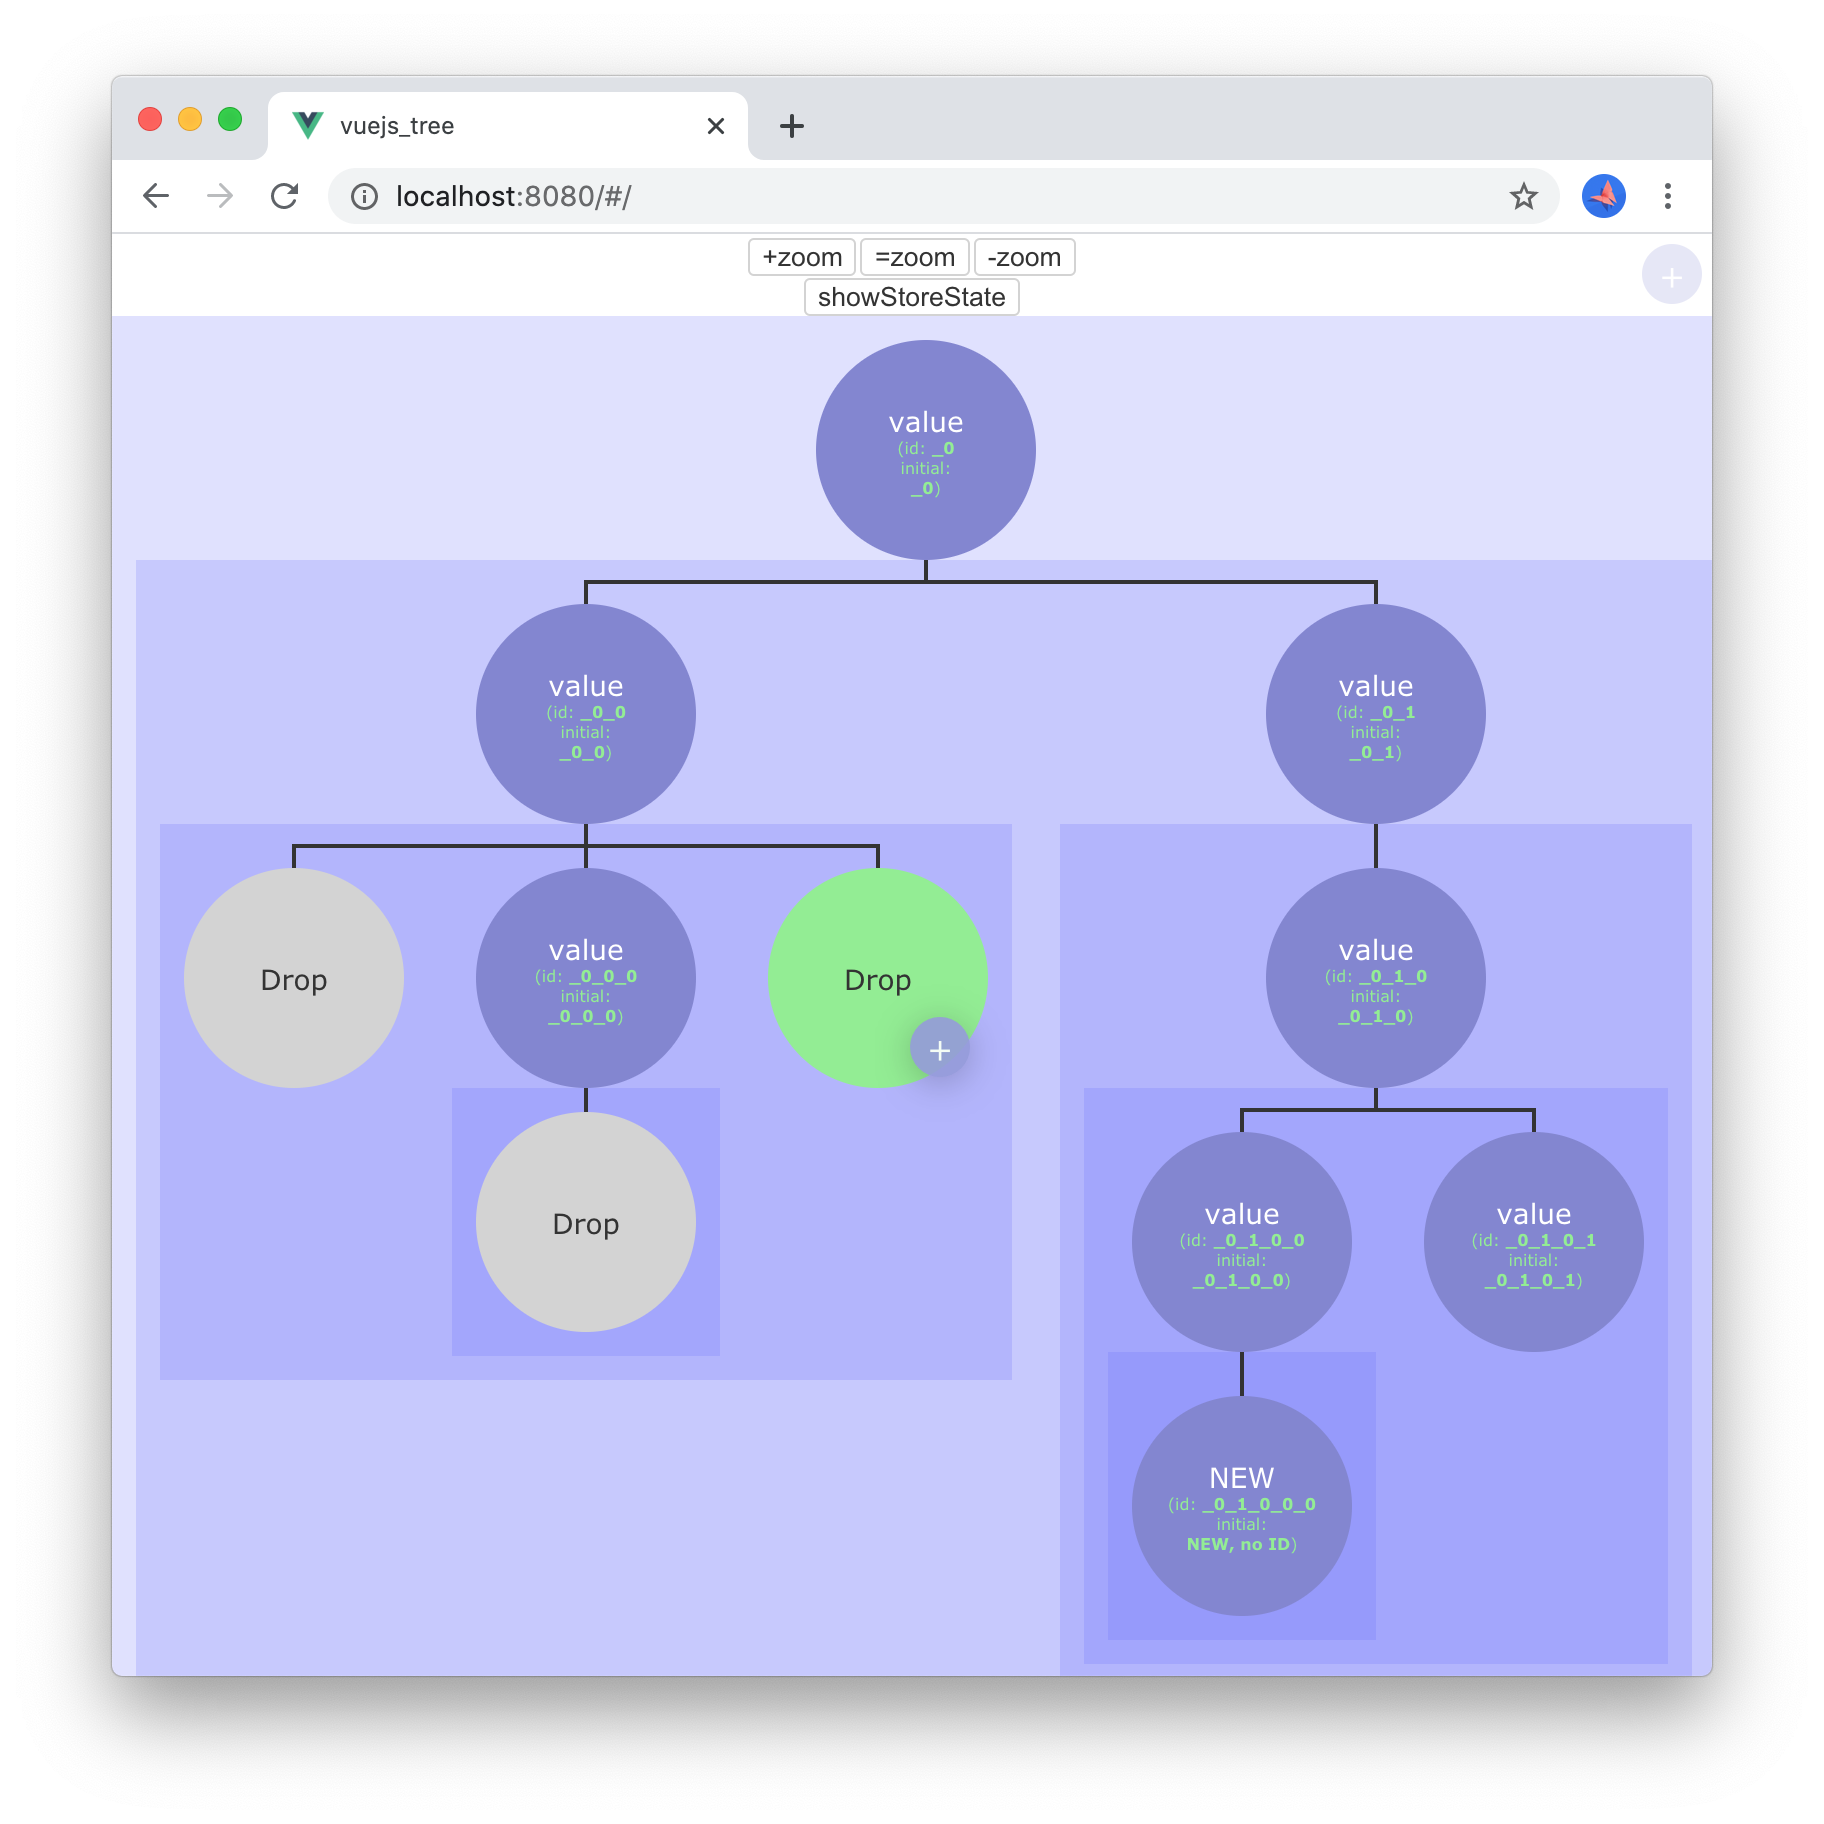 vuejs_tree
localhost:8080/#/
+zoom =zoom -zoom
showStoreState
+
value
(id: _0
initial:
_0)
value
(id: _0_0
initial:
_0_0)
value
(id: _0_1
initial:
_0_1)
Drop
value
(id: _0_0_0
initial:
_0_0_0)
Drop
+
value
(id: _0_1_0
initial:
_0_1_0)
Drop
value
(id: _0_1_0_0
initial:
_0_1_0_0)
value
(id: _0_1_0_1
initial:
_0_1_0_1)
NEW
(id: _0_1_0_0_0
initial:
NEW, no ID)